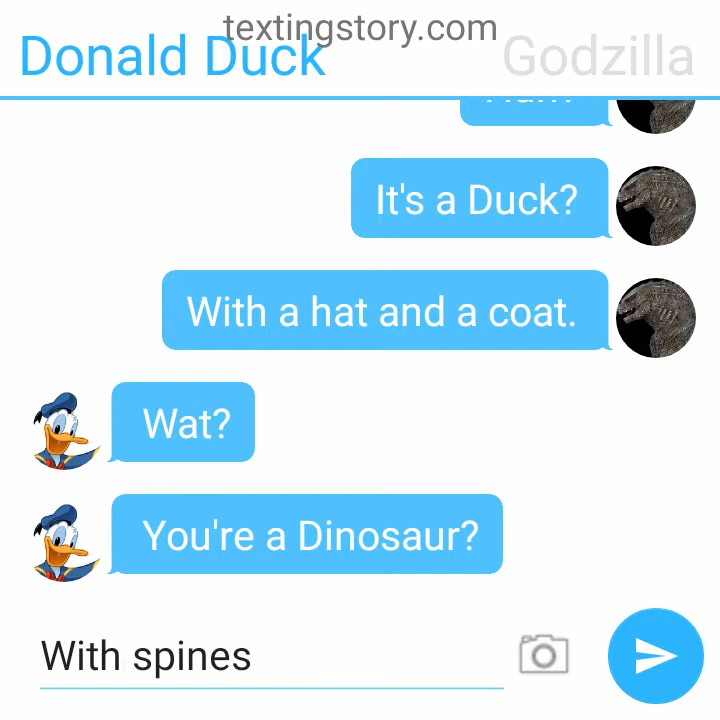 textingstory.com
Donald Duck
Godzilla
It's a Duck?
With a hat and a coat.
Wat?
You're a Dinosaur?
With spines